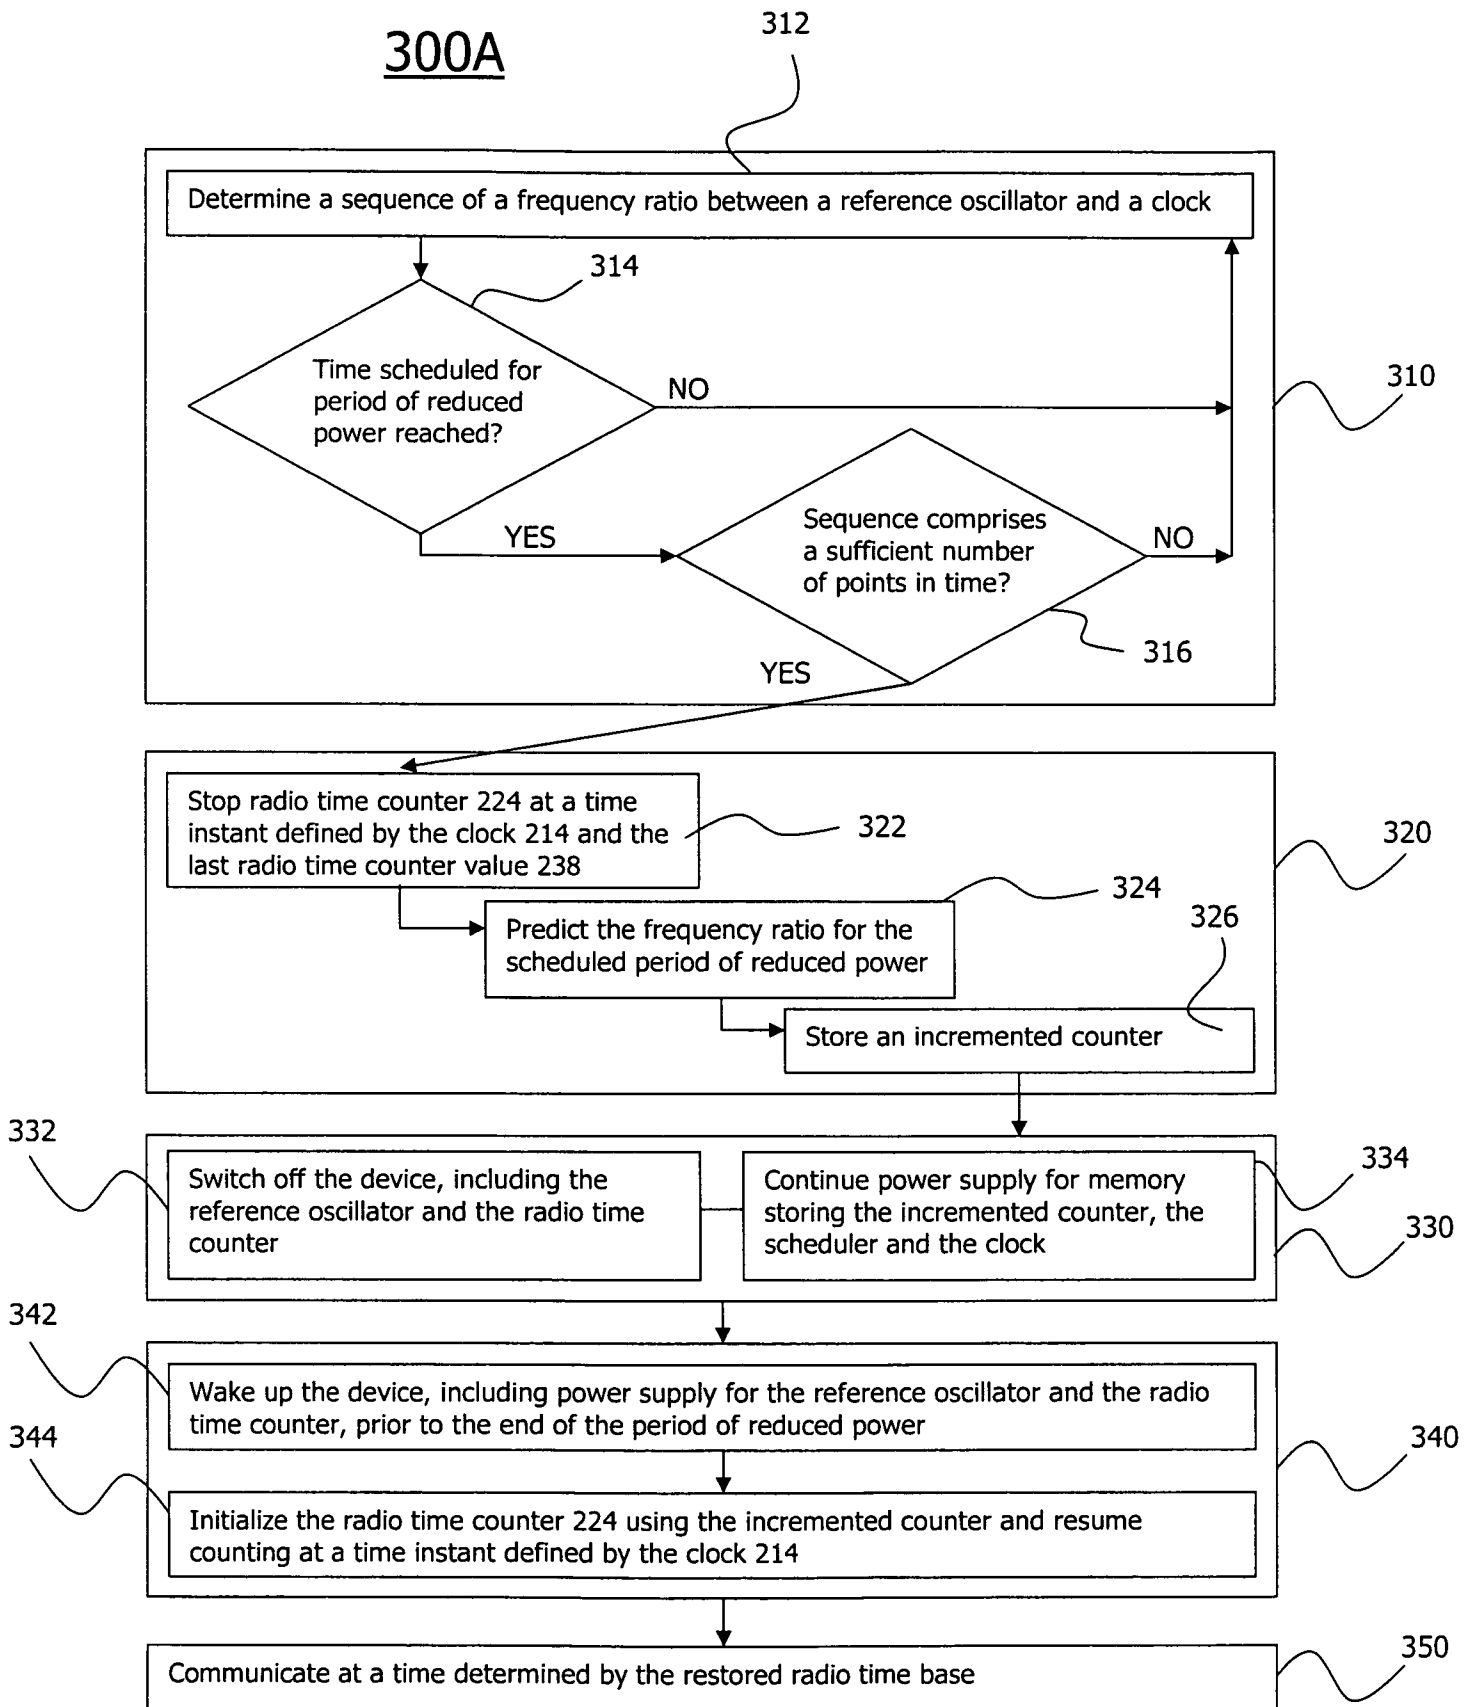 300A
312
Determine a sequence of a frequency ratio between a reference oscillator and a clock
314
Time scheduled for
period of reduced
power reached?
NO
310
Sequence comprises
a sufficient number
of points in time?
YES
NO
316
YES
Stop radio time counter 224 at a time
instant defined by the clock 214 and the
last radio time counter value 238
322
320
324
Predict the frequency ratio for the
scheduled period of reduced power
326
Store an incremented counter
332
Switch off the device, including the
reference oscillator and the radio time
counter
Continue power supply for memory
storing the incremented counter, the
scheduler and the clock
334
330
342
Wake up the device, including power supply for the reference oscillator and the radio
time counter, prior to the end of the period of reduced power
344
340
Initialize the radio time counter 224 using the incremented counter and resume
counting at a time instant defined by the clock 214
350
Communicate at a time determined by the restored radio time base